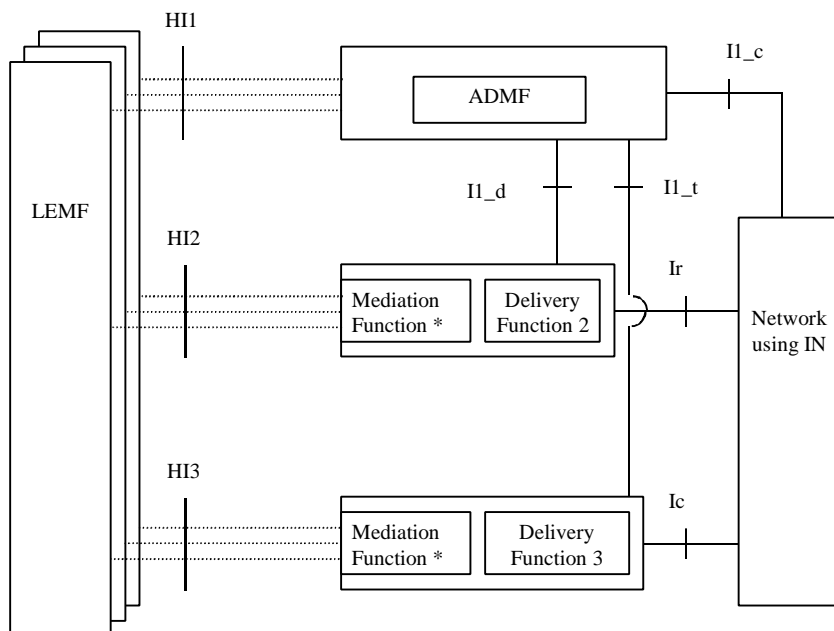 HI1
I1_c
ADMF
LEMF
I1_d
I1_t
HI2
Ir
Mediation
Function *
Delivery
Function 2
Network
using IN
HI3
Ic
Mediation
Function *
Delivery
Function 3